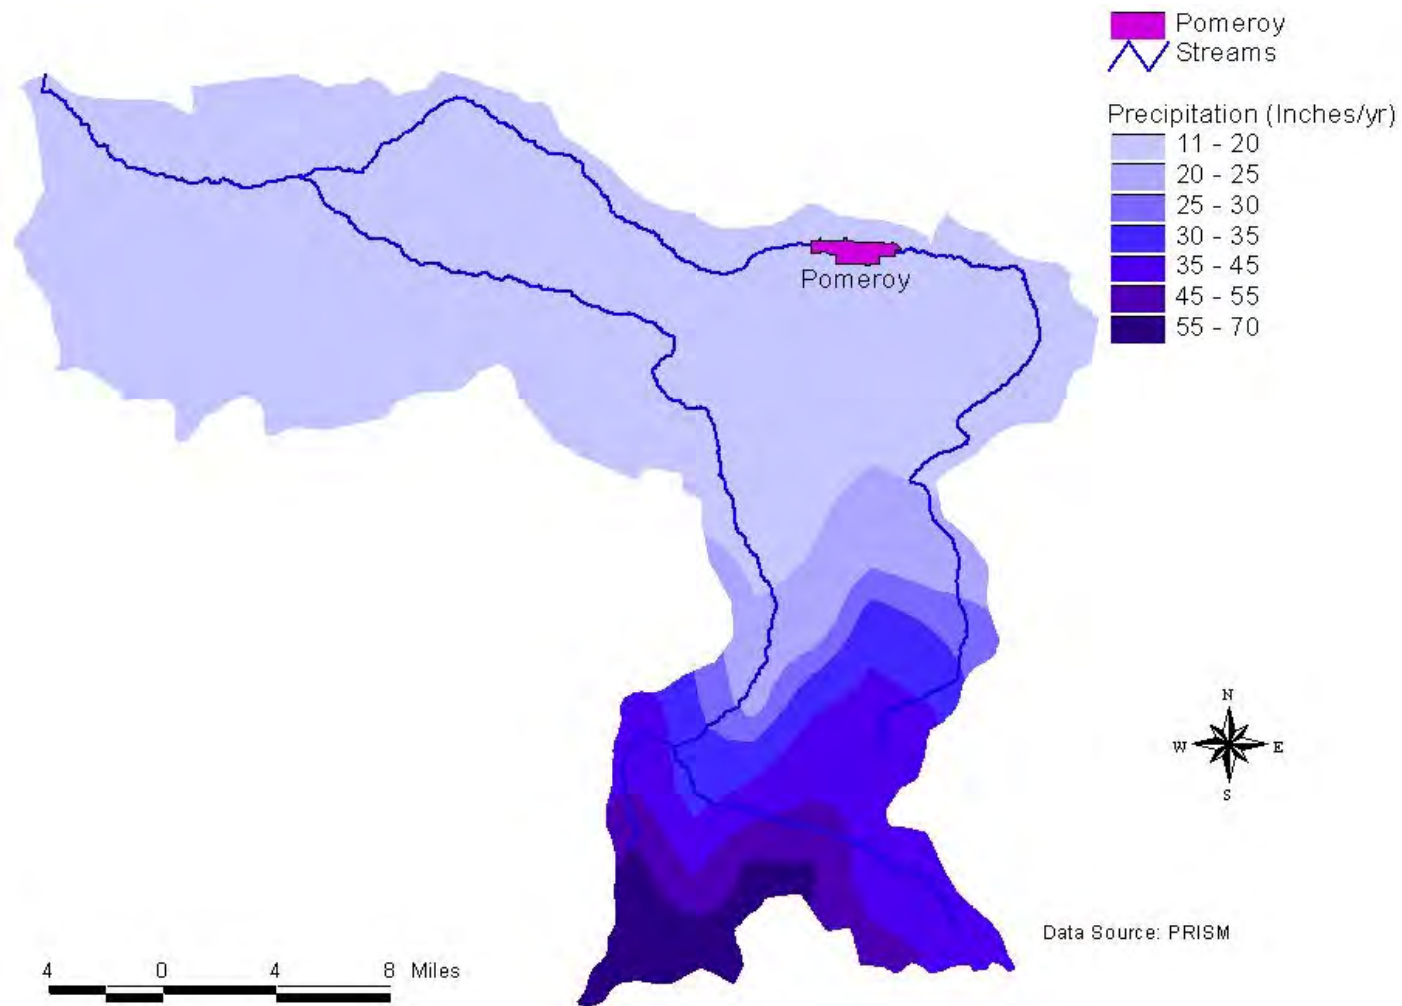 Pomeroy
Streams
Precipitation (Inches/yr)
11 - 20
20 - 25
25 - 30
30 - 35
35 - 45
45 - 55
55 - 70
Pomeroy
N
W E
S
Data Source: PRISM
4 0 4 8 Miles